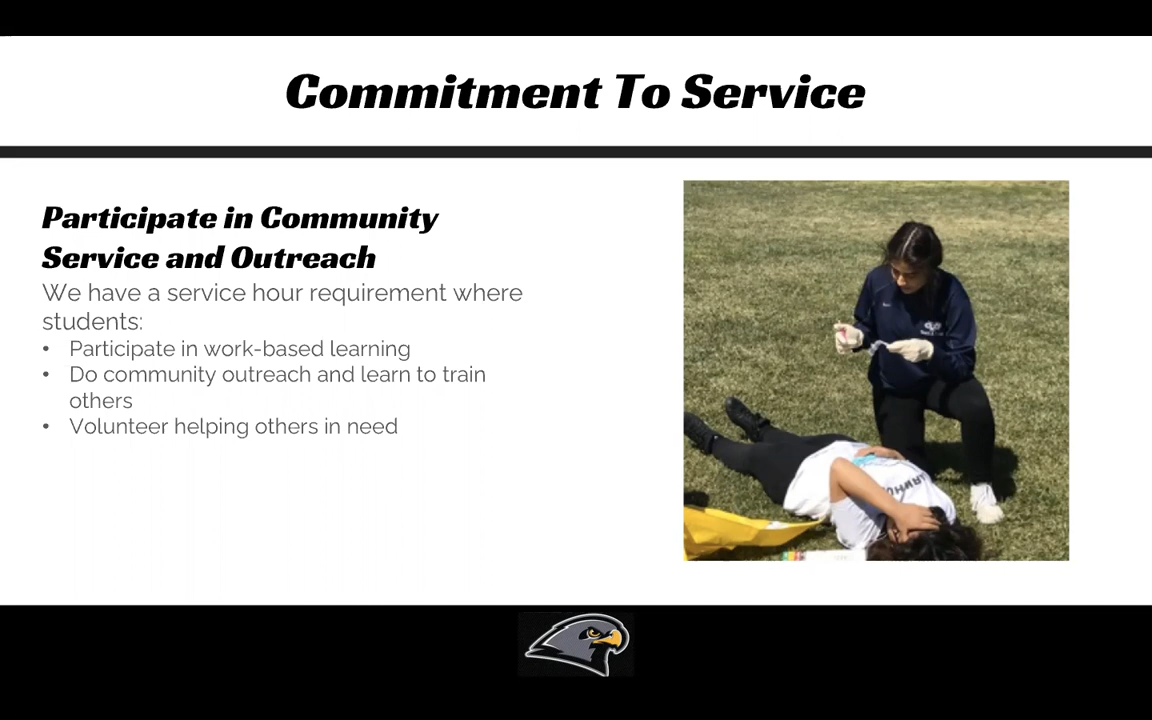 Commitment To Service
Participate in Community
Service and Outreach
We have a service hour requirement where
students:
• Participate in work-based learning
• Do community outreach and learn to train
others
• Volunteer helping others in need